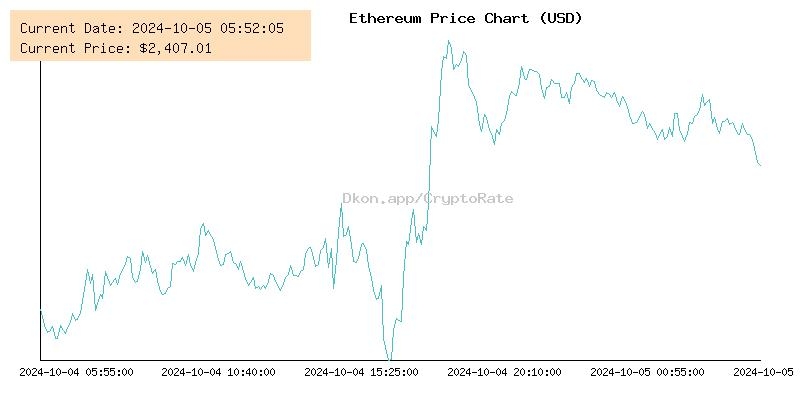 Ethereum Price Chart (USD)
Current Date: 2024-10-05 05:52:05
Current Price: $2,407.01
Dkon.app/CryptoRate
2024-10-04 05:55:00 2024-10-04 10:40:00 2024-10-04 15:25:00 2024-10-04 20:10:00 2024-10-05 00:55:00 2024-10-05